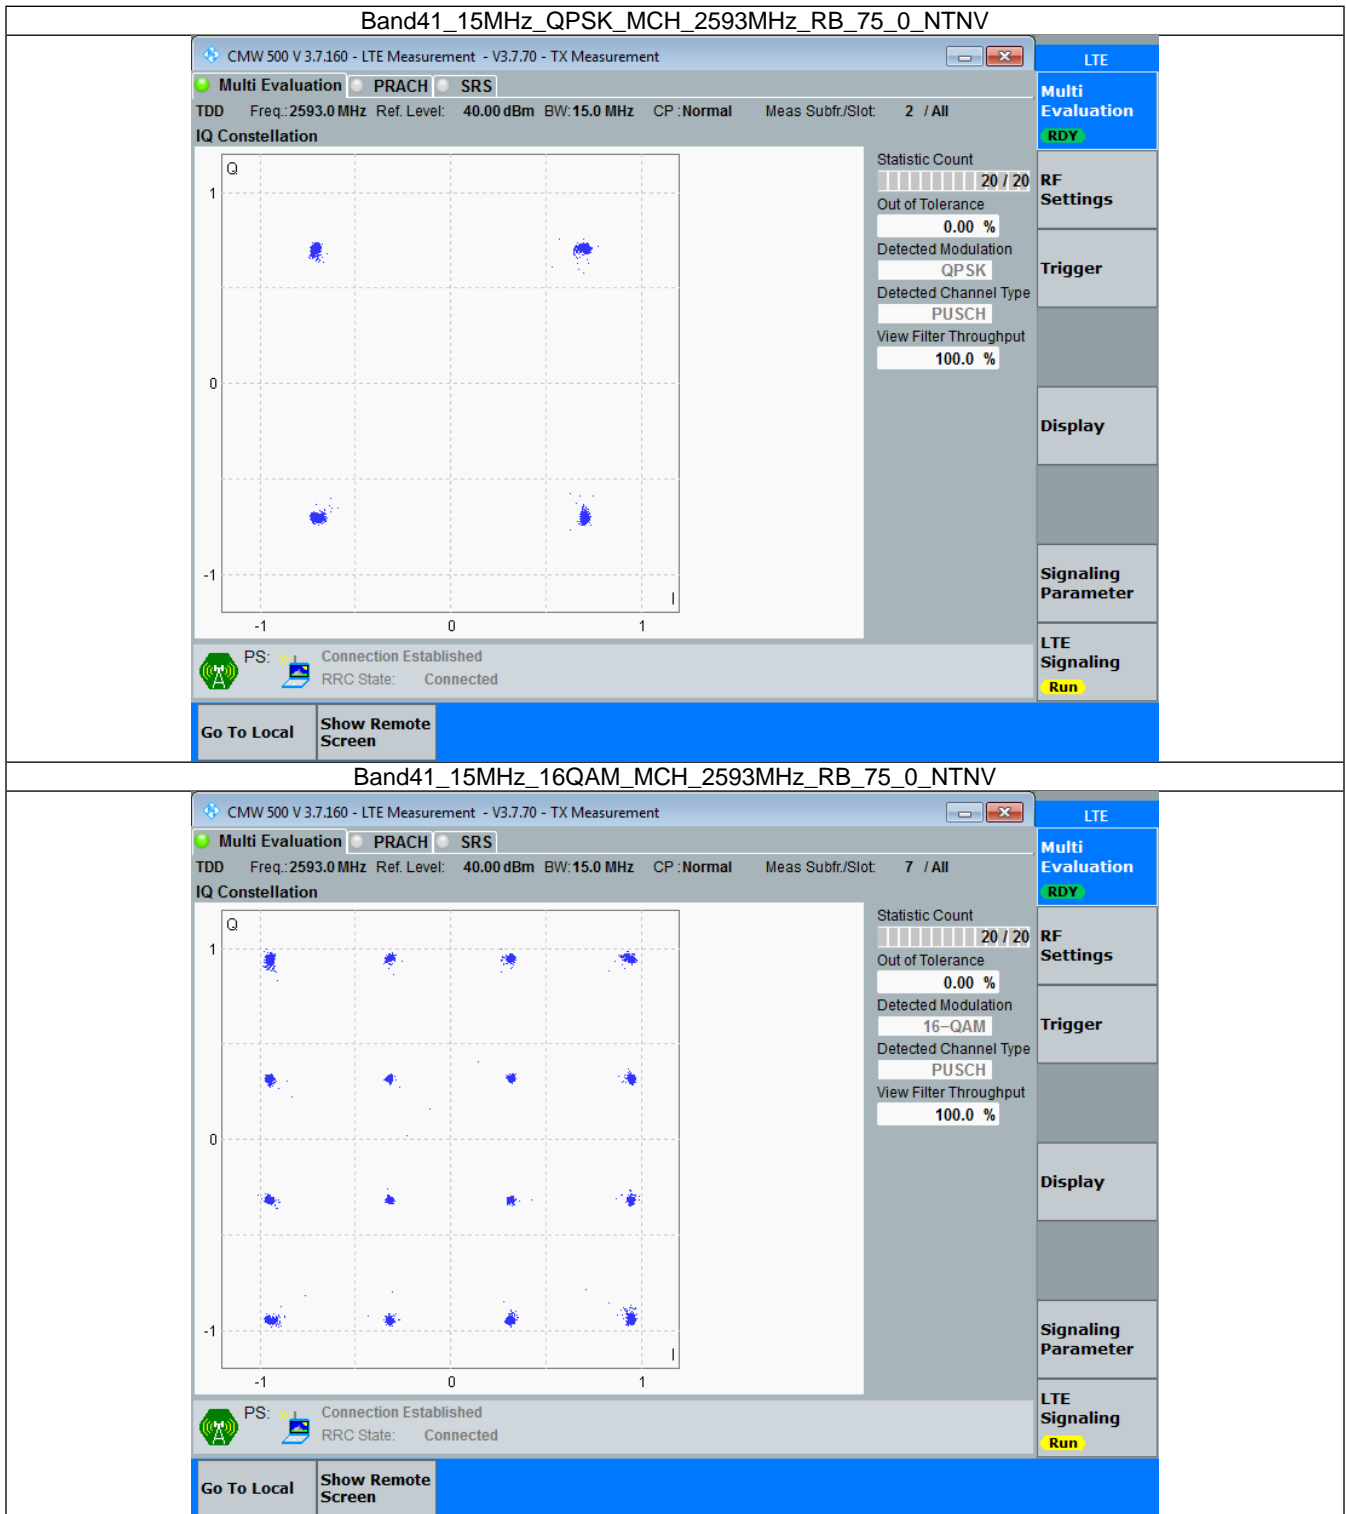 Band41_15MHz_QPSK_MCH_2593MHz_RB_75_0_NTNV
CMW 500 V 3.7.160 - LTE Measurement - V3.7.70 - TX Measurement
LTE
Multi Evaluation PRACH SRS
Multi
Evaluation
RDY
TDD Freq.: 2593.0 MHz Ref. Level: 40.00 dBm BW: 15.0 MHz CP : Normal Meas Subfr./Slot: 2 / All
IQ Constellation
Q
1
0
-1
I
-1 0 1
Statistic Count
20 / 20
Out of Tolerance
0.00 %
Detected Modulation
QPSK
Detected Channel Type
PUSCH
View Filter Throughput
100.0 %
RF
Settings
Trigger
Display
Signaling
Parameter
LTE
Signaling
Run
PS: Connection Established
RRC State: Connected
Go To Local
Show Remote
Screen
Band41_15MHz_16QAM_MCH_2593MHz_RB_75_0_NTNV
CMW 500 V 3.7.160 - LTE Measurement - V3.7.70 - TX Measurement
LTE
Multi Evaluation PRACH SRS
Multi
Evaluation
RDY
TDD Freq.: 2593.0 MHz Ref. Level: 40.00 dBm BW: 15.0 MHz CP : Normal Meas Subfr./Slot: 7 / All
IQ Constellation
Q
1
0
-1
I
-1 0 1
Statistic Count
20 / 20
Out of Tolerance
0.00 %
Detected Modulation
16-QAM
Detected Channel Type
PUSCH
View Filter Throughput
100.0 %
RF
Settings
Trigger
Display
Signaling
Parameter
LTE
Signaling
Run
PS: Connection Established
RRC State: Connected
Go To Local
Show Remote
Screen